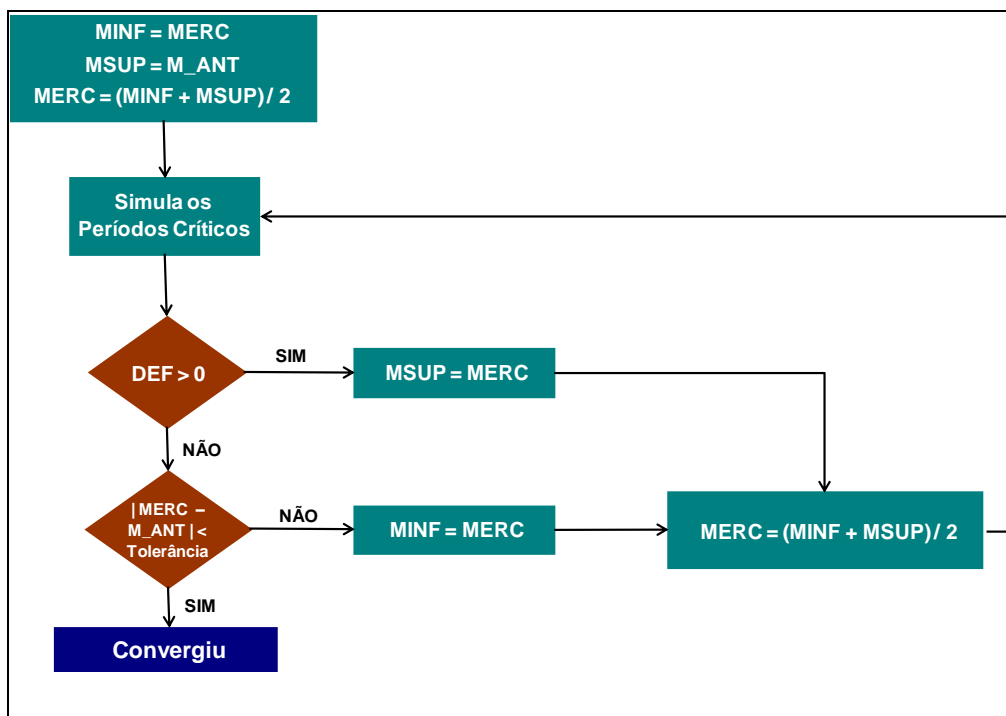 MINF = MERC
MSUP = M_ANT
MERC = (MINF + MSUP) / 2
Simula os
Períodos Críticos
DEF > 0
SIM
MSUP = MERC
NÃO
| MERC –
M_ANT | <
Tolerância
NÃO
MINF = MERC
MERC = (MINF + MSUP) / 2
SIM
Convergiu